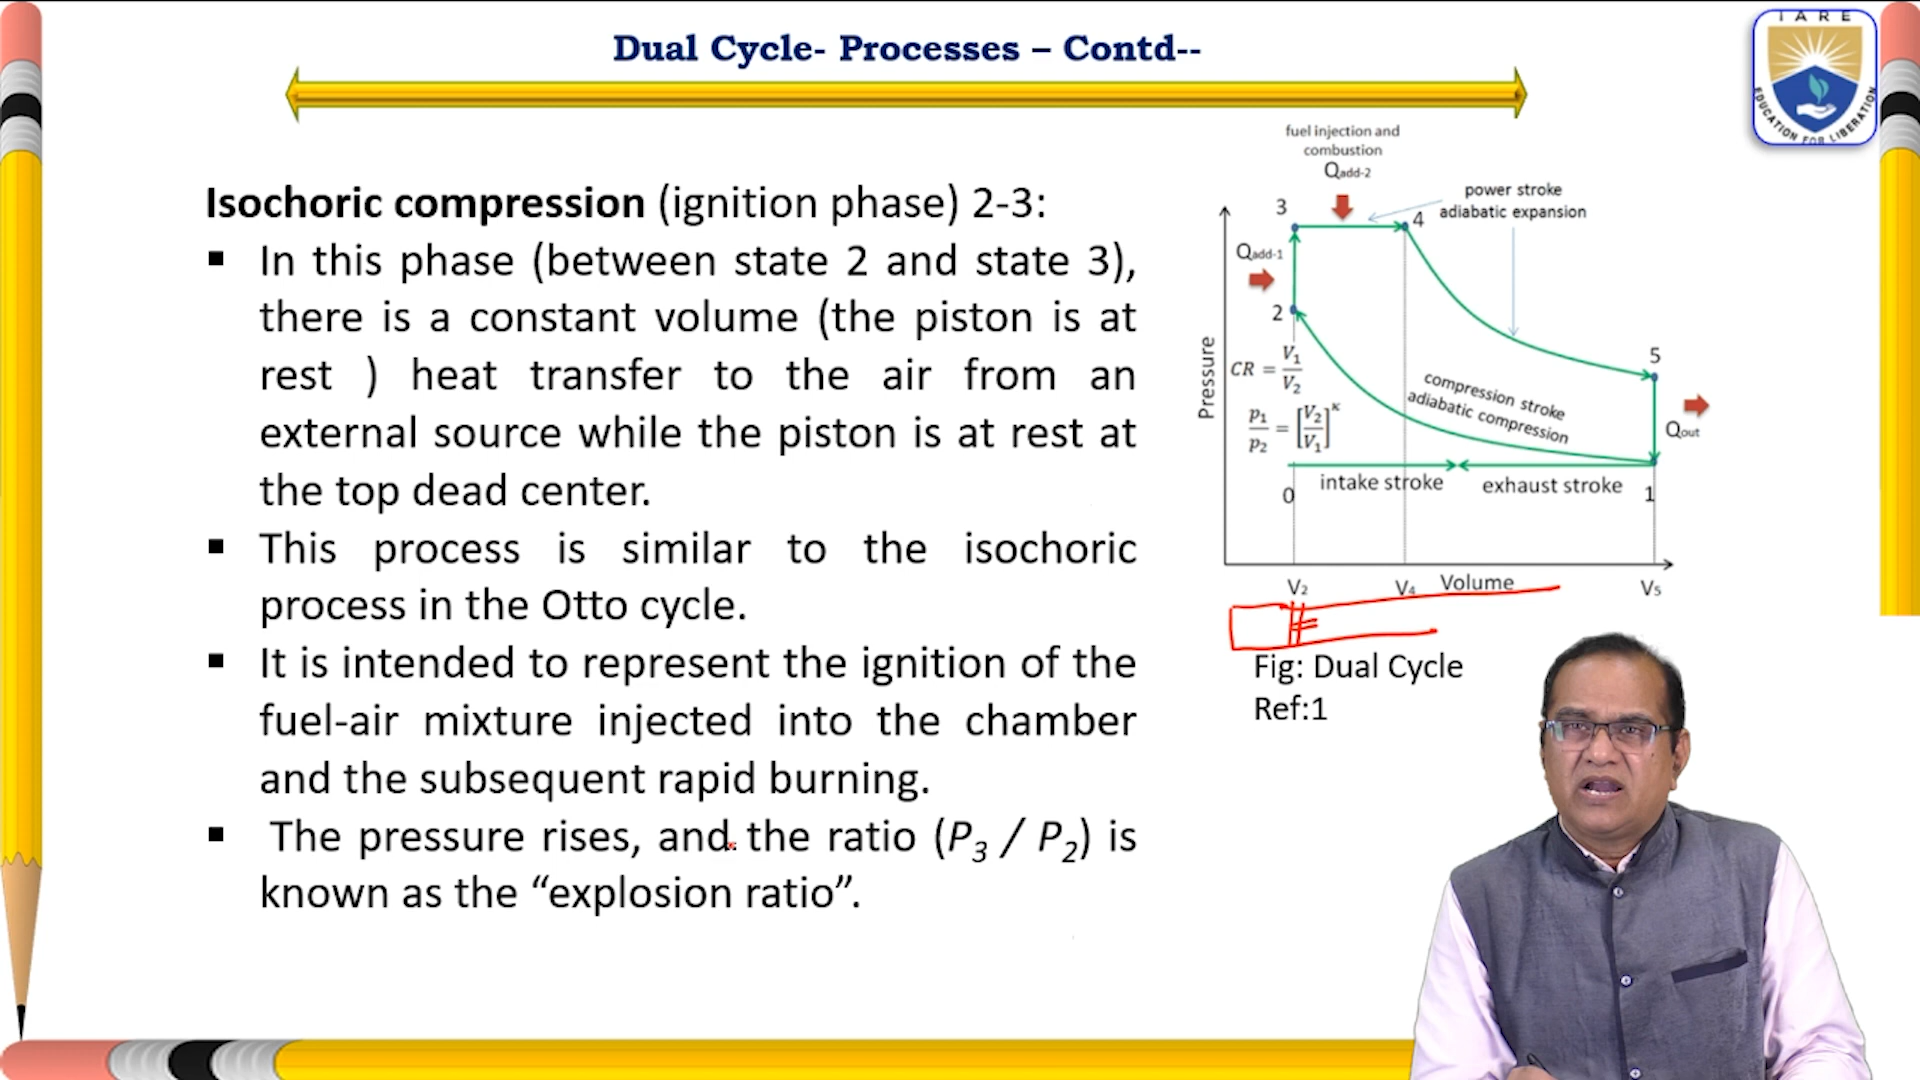 Dual Cycle- Processes – Contd--
IARE
EDUCATION FOR LIBERATION
Isochoric compression (ignition phase) 2-3:
▪ In this phase (between state 2 and state 3),
there is a constant volume (the piston is at
rest ) heat transfer to the air from an
external source while the piston is at rest at
the top dead center.
▪ This process is similar to the isochoric
process in the Otto cycle.
▪ It is intended to represent the ignition of the
fuel-air mixture injected into the chamber
and the subsequent rapid burning.
▪ The pressure rises, and the ratio (P3 / P2) is
known as the “explosion ratio”.
fuel injection and
combustion
Qadd-2
power stroke
adiabatic expansion
3
4
Qadd-1
2
CR = V1/V2
p1/p2 = [V2/V1]^κ
Pressure
compression stroke
adiabatic compression
5
Qout
intake stroke
exhaust stroke
0
1
V2
V4
Volume
V5
Fig: Dual Cycle
Ref:1